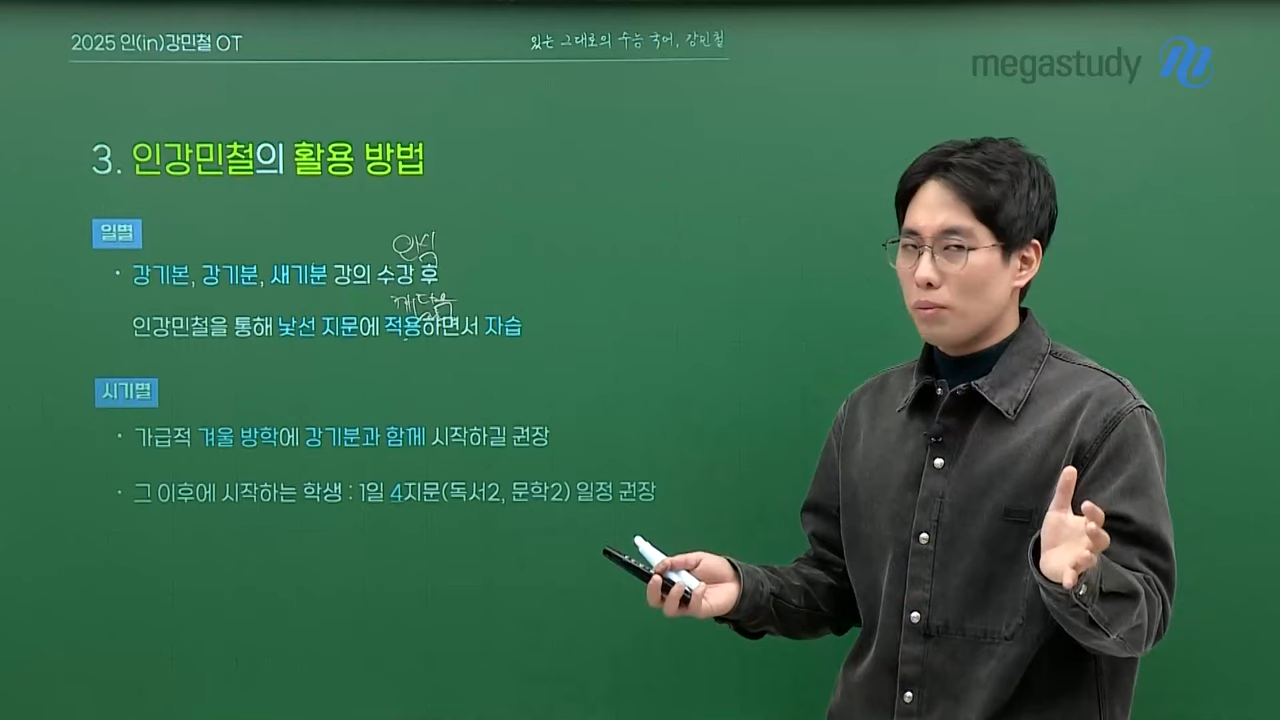 2025 인(in)강민철 OT
있는 그대로의 수능 국어, 강민철
megastudy
3. 인강민철의 활용 방법
일별
인식
· 강기본, 강기분, 새기분 강의 수강 후
깨달음
인강민철을 통해 낯선 지문에 적용하면서 자습
시기별
· 가급적 겨울 방학에 강기분과 함께 시작하길 권장
· 그 이후에 시작하는 학생 : 1일 4지문(독서2, 문학2) 일정 권장